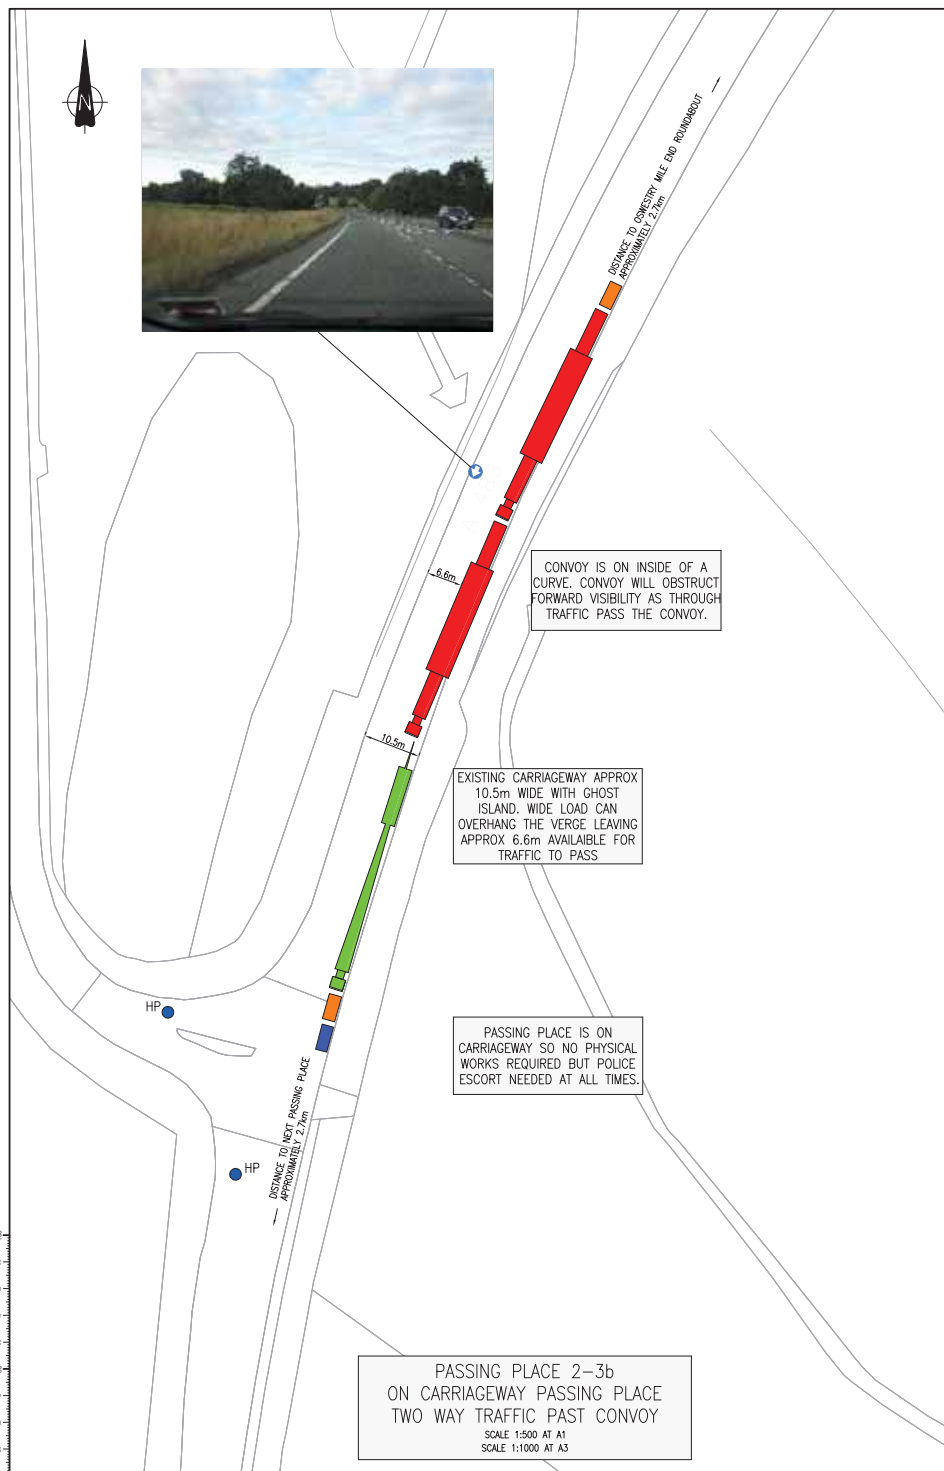 N
DISTANCE TO OSWESTRY MILE END ROUNDABOUT
APPROXIMATELY 2.7km
6.6m
CONVOY IS ON INSIDE OF A
CURVE. CONVOY WILL OBSTRUCT
FORWARD VISIBILITY AS THROUGH
TRAFFIC PASS THE CONVOY.
10.5m
EXISTING CARRIAGEWAY APPROX
10.5m WIDE WITH GHOST
ISLAND. WIDE LOAD CAN
OVERHANG THE VERGE LEAVING
APPROX 6.6m AVAILAIBLE FOR
TRAFFIC TO PASS
HP
PASSING PLACE IS ON
CARRIAGEWAY SO NO PHYSICAL
WORKS REQUIRED BUT POLICE
ESCORT NEEDED AT ALL TIMES.
DISTANCE TO NEXT PASSING PLACE
APPROXIMATELY 2.7km
HP
PASSING PLACE 2-3b
ON CARRIAGEWAY PASSING PLACE
TWO WAY TRAFFIC PAST CONVOY
SCALE 1:500 AT A1
SCALE 1:1000 AT A3